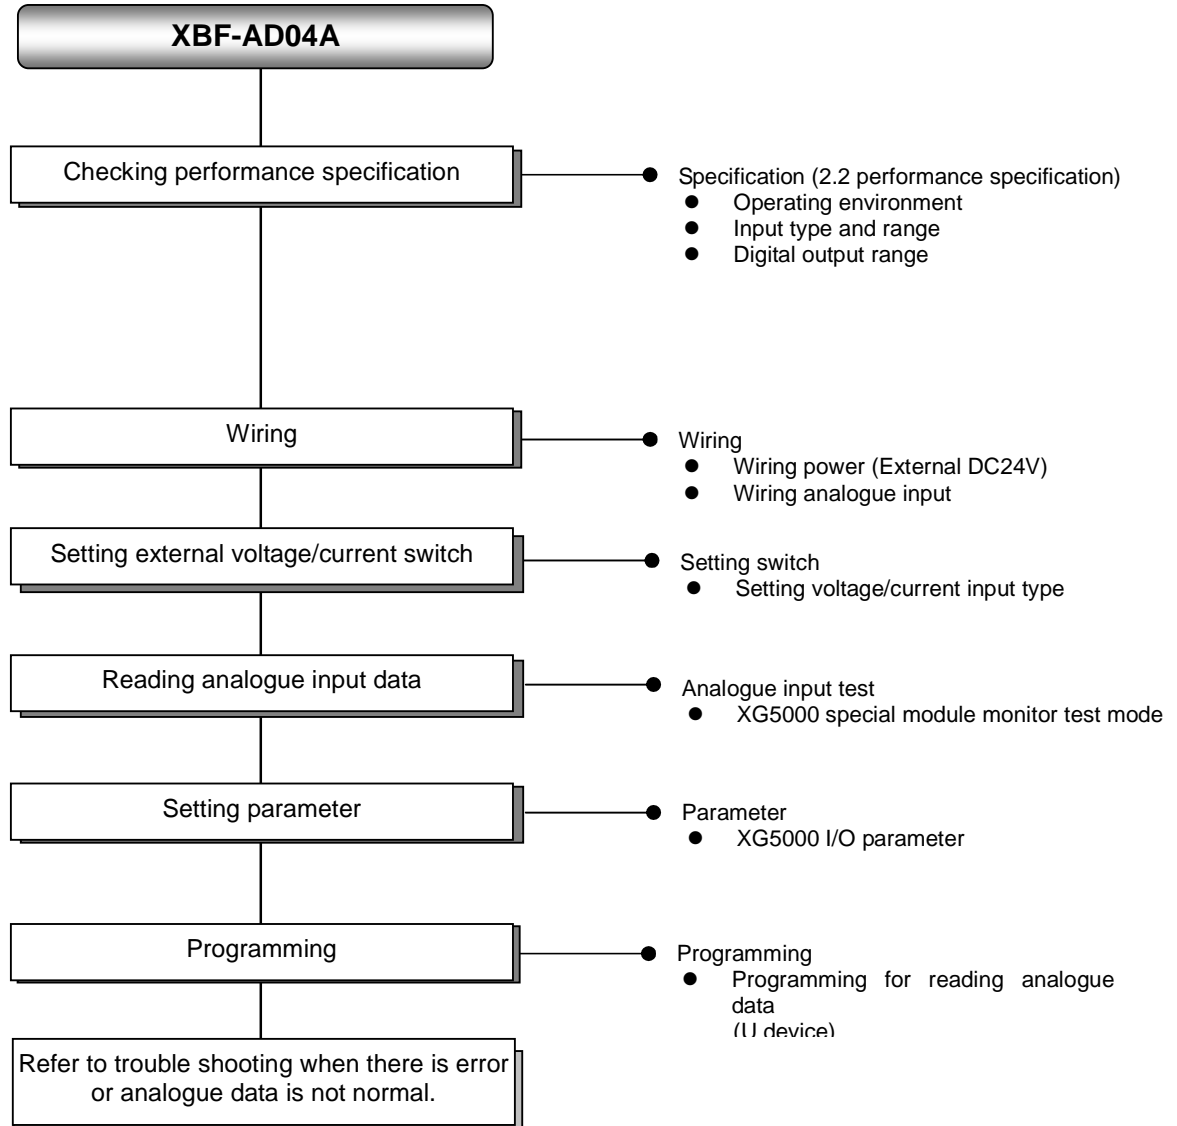 XBF-AD04A
Checking performance specification
● Specification (2.2 performance specification)
● Operating environment
● Input type and range
● Digital output range
Wiring
● Wiring
● Wiring power (External DC24V)
● Wiring analogue input
Setting external voltage/current switch
● Setting switch
● Setting voltage/current input type
Reading analogue input data
● Analogue input test
● XG5000 special module monitor test mode
Setting parameter
● Parameter
● XG5000 I/O parameter
Programming
● Programming
● Programming for reading analogue
data
(U device)
Refer to trouble shooting when there is error
or analogue data is not normal.